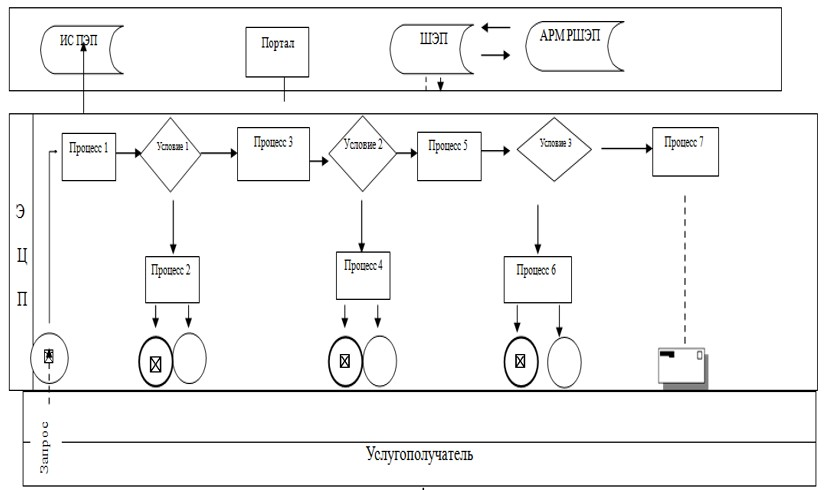 ИС ПЭП
Портал
ШЭП
АРМ РШЭП
Процесс 1
Условие 1
Процесс 3
Условие 2
Процесс 5
Условие 3
Процесс 7
Э
Ц
П
Процесс 2
Процесс 4
Процесс 6
Запрос
Услугополучатель